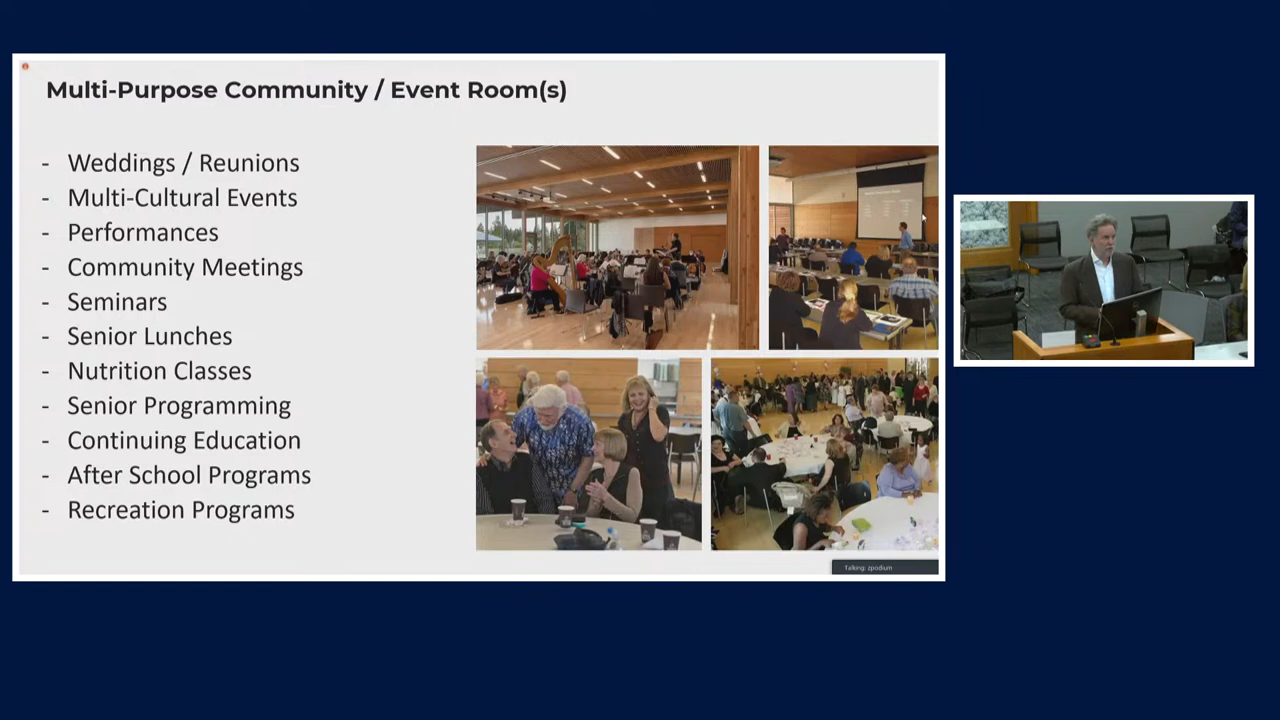 Multi-Purpose Community / Event Room(s)
- Weddings / Reunions
- Multi-Cultural Events
- Performances
- Community Meetings
- Seminars
- Senior Lunches
- Nutrition Classes
- Senior Programming
- Continuing Education
- After School Programs
- Recreation Programs
Talking: zpodium